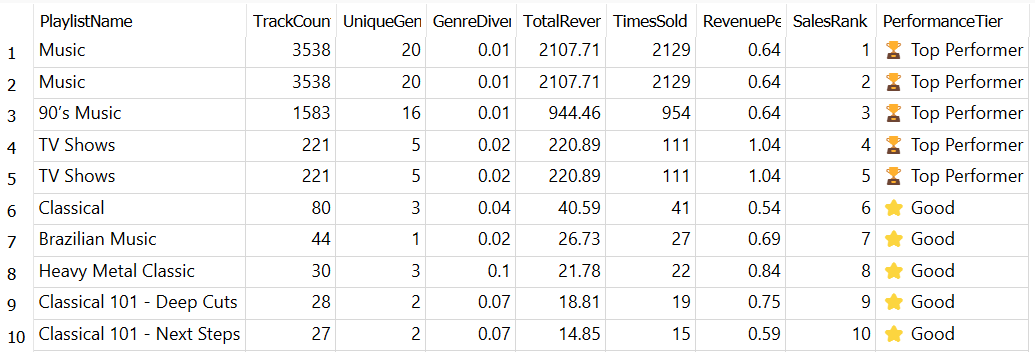 PlaylistName TrackCoun UniqueGen GenreDiver TotalRever TimesSold RevenuePe SalesRank PerformanceTier
1 Music 3538 20 0.01 2107.71 2129 0.64 1 🏆 Top Performer
2 Music 3538 20 0.01 2107.71 2129 0.64 2 🏆 Top Performer
3 90’s Music 1583 16 0.01 944.46 954 0.64 3 🏆 Top Performer
4 TV Shows 221 5 0.02 220.89 111 1.04 4 🏆 Top Performer
5 TV Shows 221 5 0.02 220.89 111 1.04 5 🏆 Top Performer
6 Classical 80 3 0.04 40.59 41 0.54 6 ⭐ Good
7 Brazilian Music 44 1 0.02 26.73 27 0.69 7 ⭐ Good
8 Heavy Metal Classic 30 3 0.1 21.78 22 0.84 8 ⭐ Good
9 Classical 101 - Deep Cuts 28 2 0.07 18.81 19 0.75 9 ⭐ Good
10 Classical 101 - Next Steps 27 2 0.07 14.85 15 0.59 10 ⭐ Good